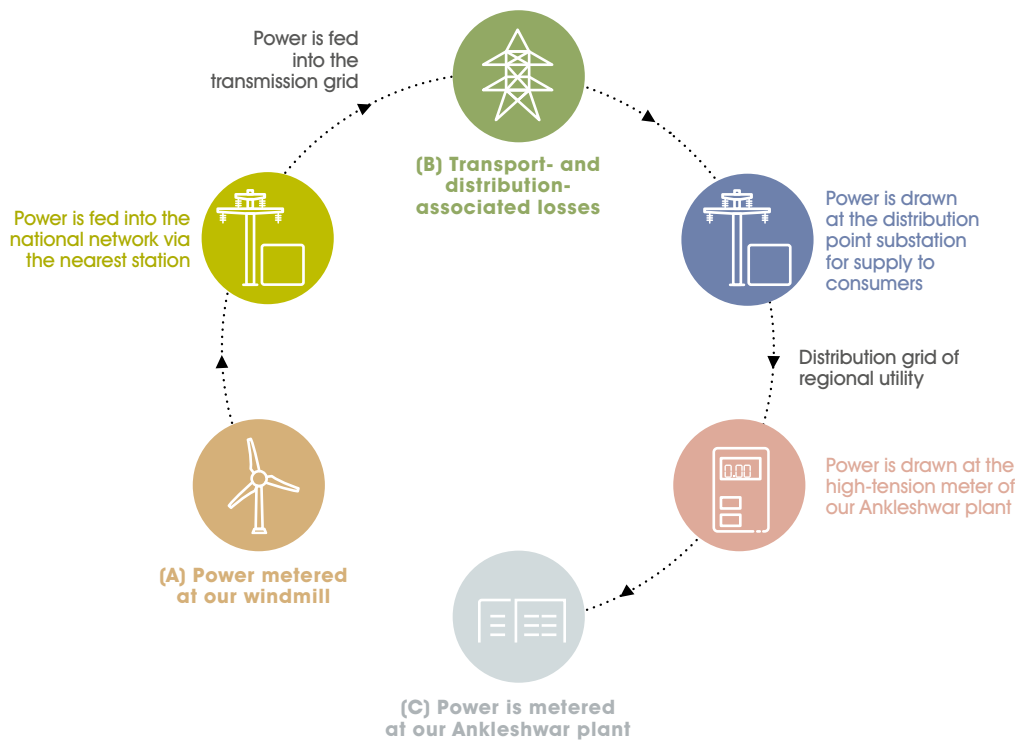 Power is fed
into the
transmission grid
(B) Transport- and
distribution-
associated losses
Power is fed into the
national network via
the nearest station
Power is drawn
at the distribution
point substation
for supply to
consumers
Distribution grid of
regional utility
(A) Power metered
at our windmill
0.00
Power is drawn at the
high-tension meter of
our Ankleshwar plant
(C) Power is metered
at our Ankleshwar plant